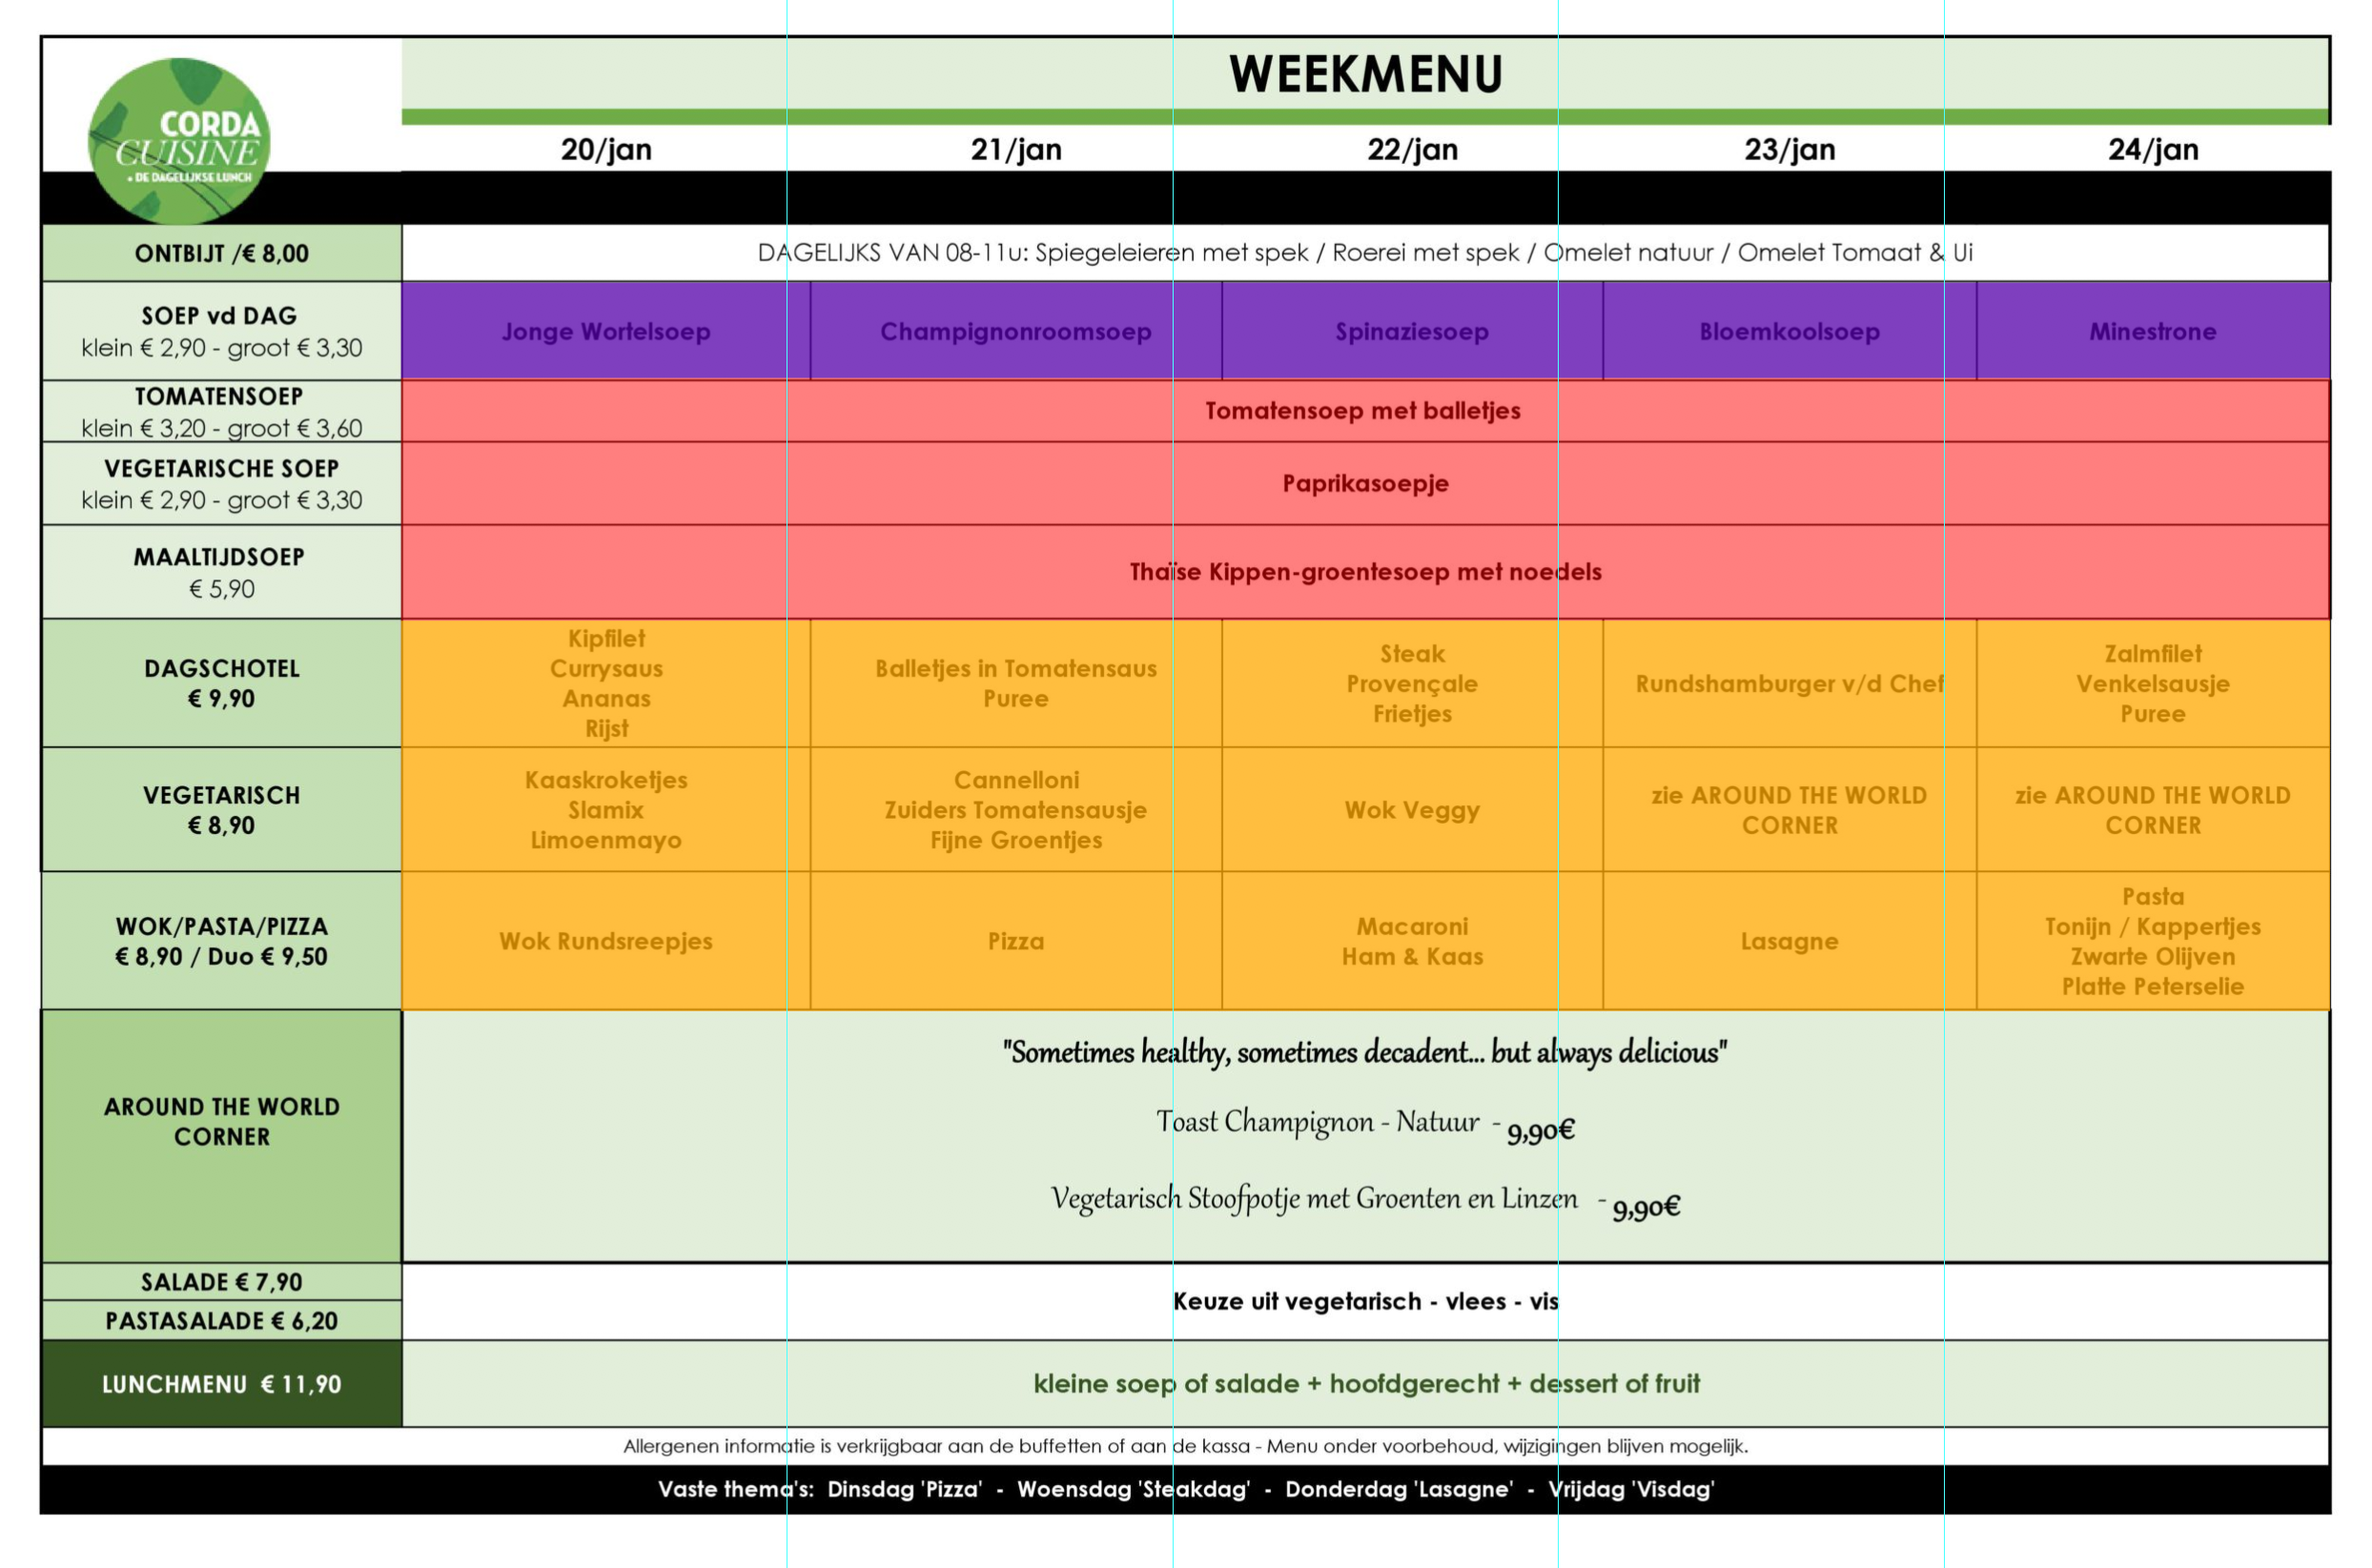 WEEKMENU
CORDA
CUISINE
• DE DAGELIJKSE LUNCH
20/jan 21/jan 22/jan 23/jan 24/jan
ONTBIJT /€ 8,00
DAGELIJKS VAN 08-11u: Spiegeleieren met spek / Roerei met spek / Omelet natuur / Omelet Tomaat & Ui
SOEP vd DAG
klein € 2,90 - groot € 3,30
Jonge Wortelsoep
Champignonroomsoep
Spinaziesoep
Bloemkoolsoep
Minestrone
TOMATENSOEP
klein € 3,20 - groot € 3,60
Tomatensoep met balletjes
VEGETARISCHE SOEP
klein € 2,90 - groot € 3,30
Paprikasoepje
MAALTIJDSOEP
€ 5,90
Thaïse Kippen-groentesoep met noedels
DAGSCHOTEL
€ 9,90
Kipfilet
Currysaus
Ananas
Rijst
Balletjes in Tomatensaus
Puree
Steak
Provençale
Frietjes
Rundshamburger v/d Chef
Zalmfilet
Venkelsausje
Puree
VEGETARISCH
€ 8,90
Kaaskroketjes
Slamix
Limoenmayo
Cannelloni
Zuiders Tomatensausje
Fijne Groentjes
Wok Veggy
zie AROUND THE WORLD
CORNER
zie AROUND THE WORLD
CORNER
WOK/PASTA/PIZZA
€ 8,90 / Duo € 9,50
Wok Rundsreepjes
Pizza
Macaroni
Ham & Kaas
Lasagne
Pasta
Tonijn / Kappertjes
Zwarte Olijven
Platte Peterselie
AROUND THE WORLD
CORNER
"Sometimes healthy, sometimes decadent... but always delicious"
Toast Champignon - Natuur - 9,90€
Vegetarisch Stoofpotje met Groenten en Linzen - 9,90€
SALADE € 7,90
PASTASALADE € 6,20
Keuze uit vegetarisch - vlees - vis
LUNCHMENU € 11,90
kleine soep of salade + hoofdgerecht + dessert of fruit
Allergenen informatie is verkrijgbaar aan de buffetten of aan de kassa - Menu onder voorbehoud, wijzigingen blijven mogelijk.
Vaste thema's: Dinsdag 'Pizza' - Woensdag 'Steakdag' - Donderdag 'Lasagne' - Vrijdag 'Visdag'